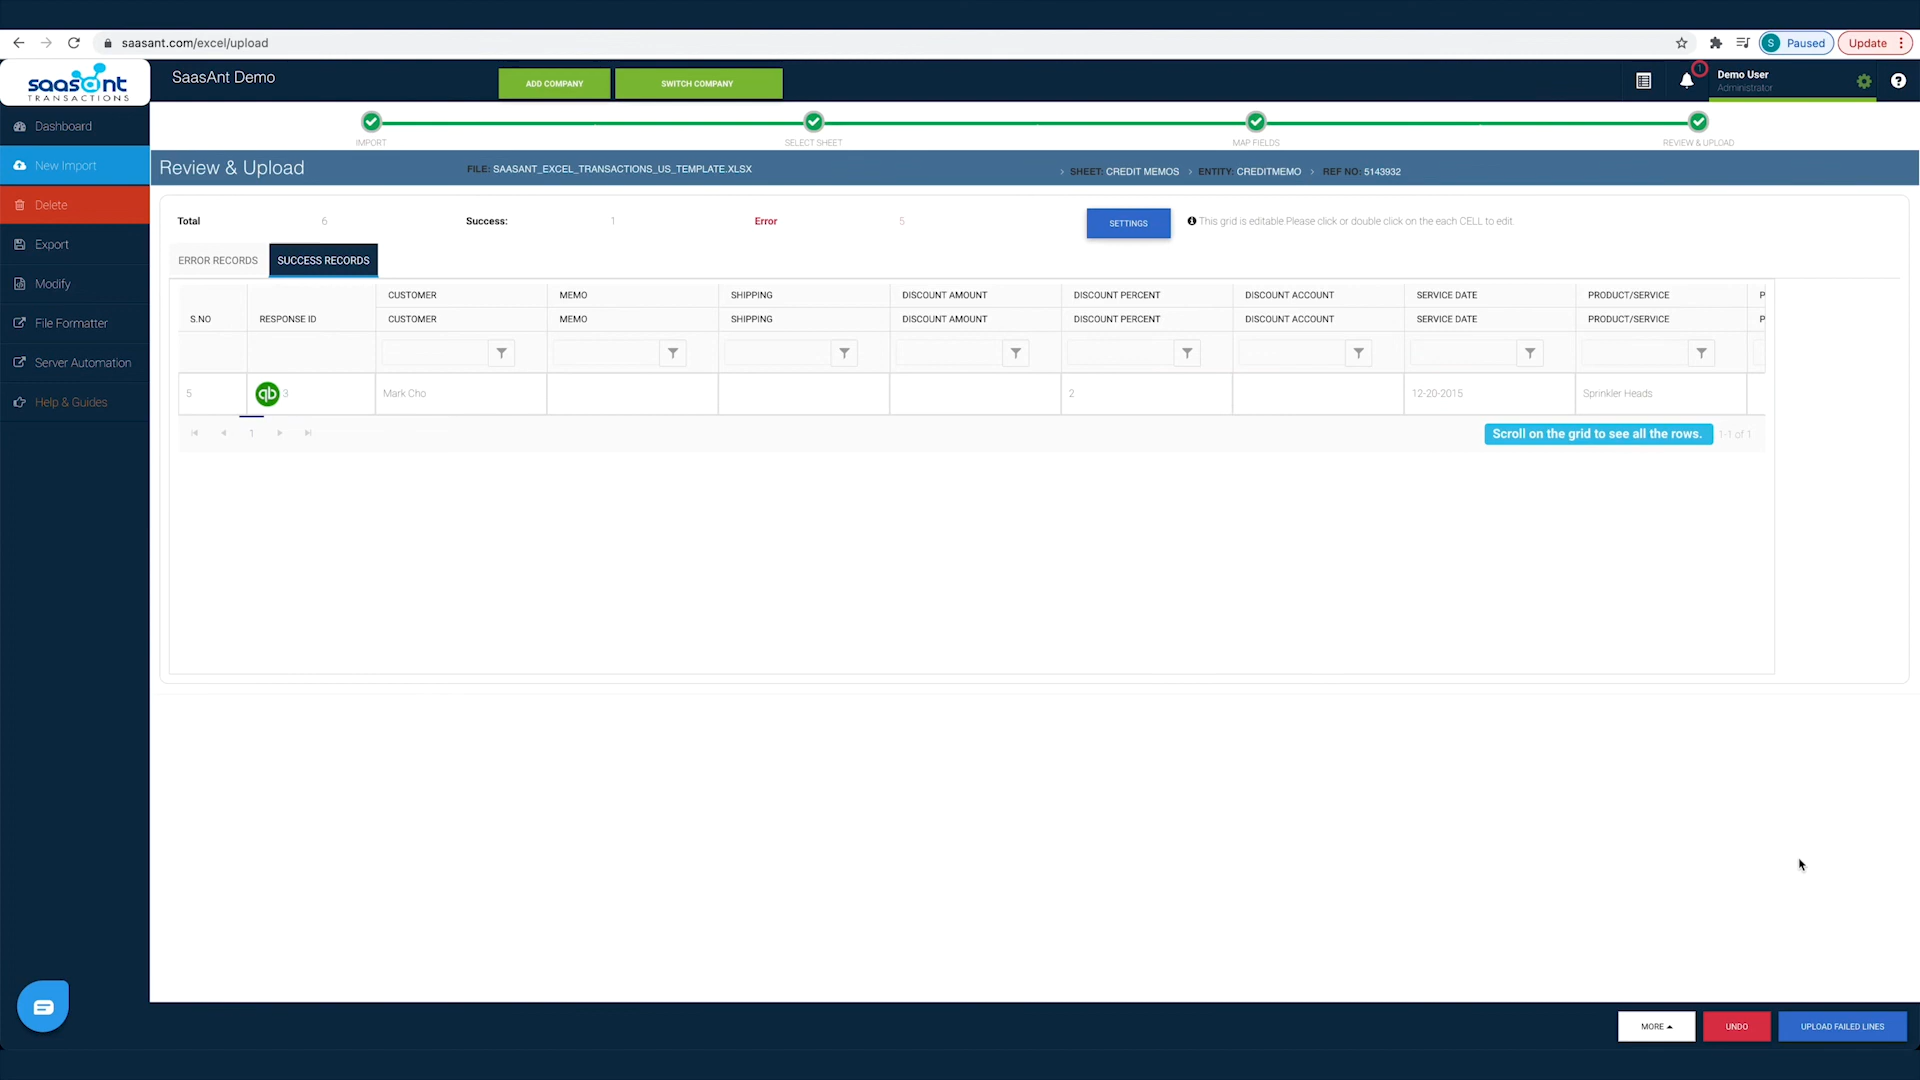 saasant.com/excel/upload
S Paused
Update
saasant
TRANSACTIONS
SaasAnt Demo
ADD COMPANY
SWITCH COMPANY
1
Demo User
Administrator
Dashboard
New Import
Delete
Export
Modify
File Formatter
Server Automation
Help & Guides
IMPORT
SELECT SHEET
MAP FIELDS
REVIEW & UPLOAD
Review & Upload
FILE: SAASANT_EXCEL_TRANSACTIONS_US_TEMPLATE.XLSX
› SHEET: CREDIT MEMOS › ENTITY: CREDITMEMO › REF NO: 5143932
Total 6 Success: 1 Error 5
SETTINGS
This grid is editable.Please click or double click on the each CELL to edit.
ERROR RECORDS
SUCCESS RECORDS
CUSTOMER MEMO SHIPPING DISCOUNT AMOUNT DISCOUNT PERCENT DISCOUNT ACCOUNT SERVICE DATE PRODUCT/SERVICE P
S.NO RESPONSE ID CUSTOMER MEMO SHIPPING DISCOUNT AMOUNT DISCOUNT PERCENT DISCOUNT ACCOUNT SERVICE DATE PRODUCT/SERVICE P
5 qb 3 Mark Cho 2 12-20-2015 Sprinkler Heads
1
Scroll on the grid to see all the rows.
1-1 of 1
MORE
UNDO
UPLOAD FAILED LINES